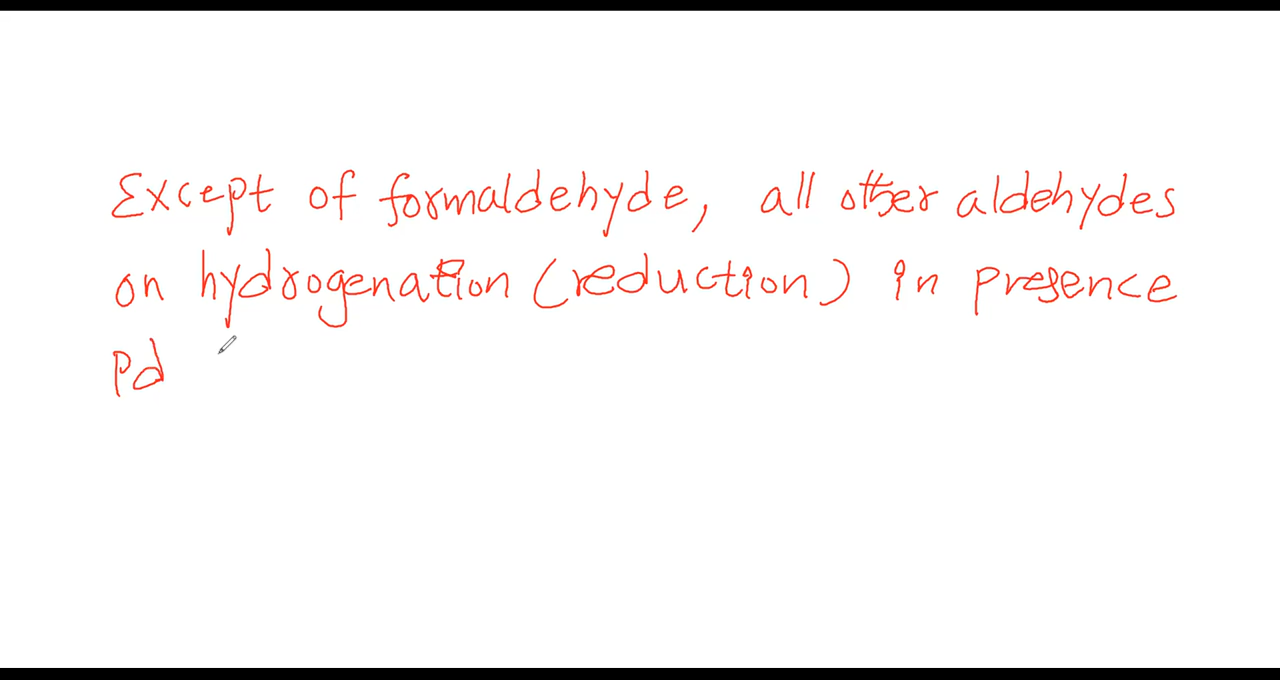 Except of formaldehyde, all other aldehydes
on hydrogenation (reduction) in presence
Pd